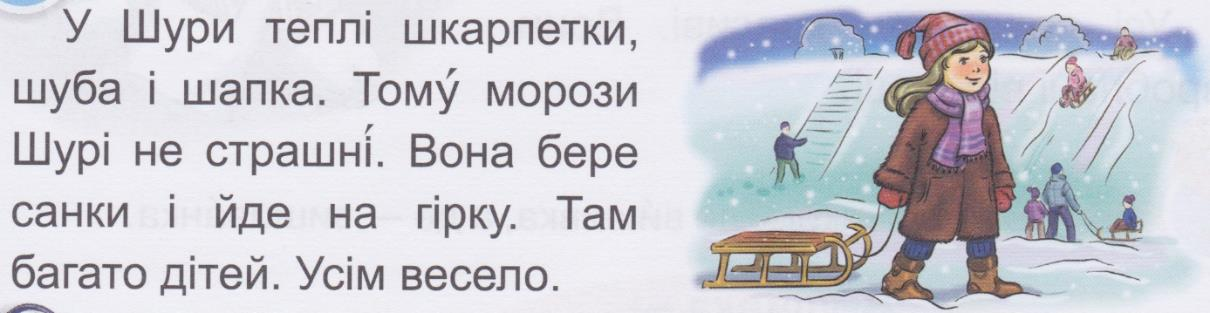 У Шури теплі шкарпетки,
шуба і шапка. Тому́ морози
Шурі не страшні́. Вона бере
санки і йде на гірку. Там
багато дітей. Усім весело.